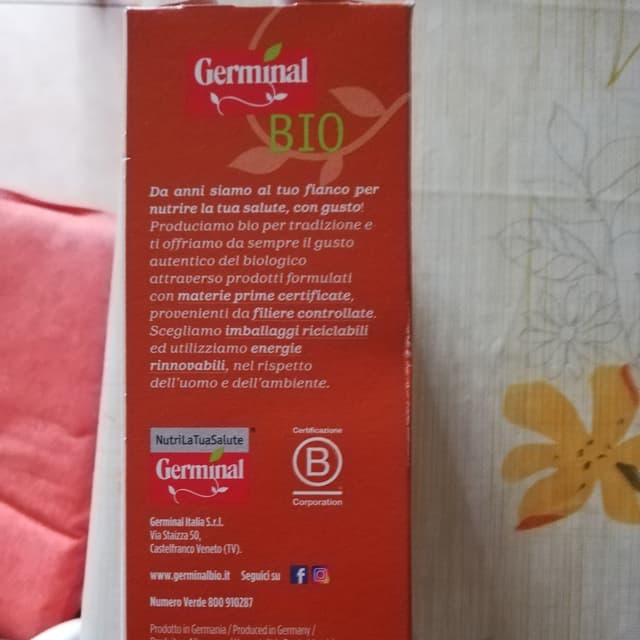 Germinal
BIO
Da anni siamo al tuo fianco per
nutrire la tua salute, con gusto!
Produciamo bio per tradizione e
ti offriamo da sempre il gusto
autentico del biologico
attraverso prodotti formulati
con materie prime certificate,
provenienti da filiere controllate.
Scegliamo imballaggi riciclabili
ed utilizziamo energie
rinnovabili, nel rispetto
dell'uomo e dell'ambiente.
NutriLaTuaSalute
Germinal
Certificazione
B
Corporation
Germinal Italia S.r.l.
Via Staizza 50,
Castelfranco Veneto (TV).
www.germinalbio.it Seguici su
Numero Verde 800 910287
Prodotto in Germania / Produced in Germany /